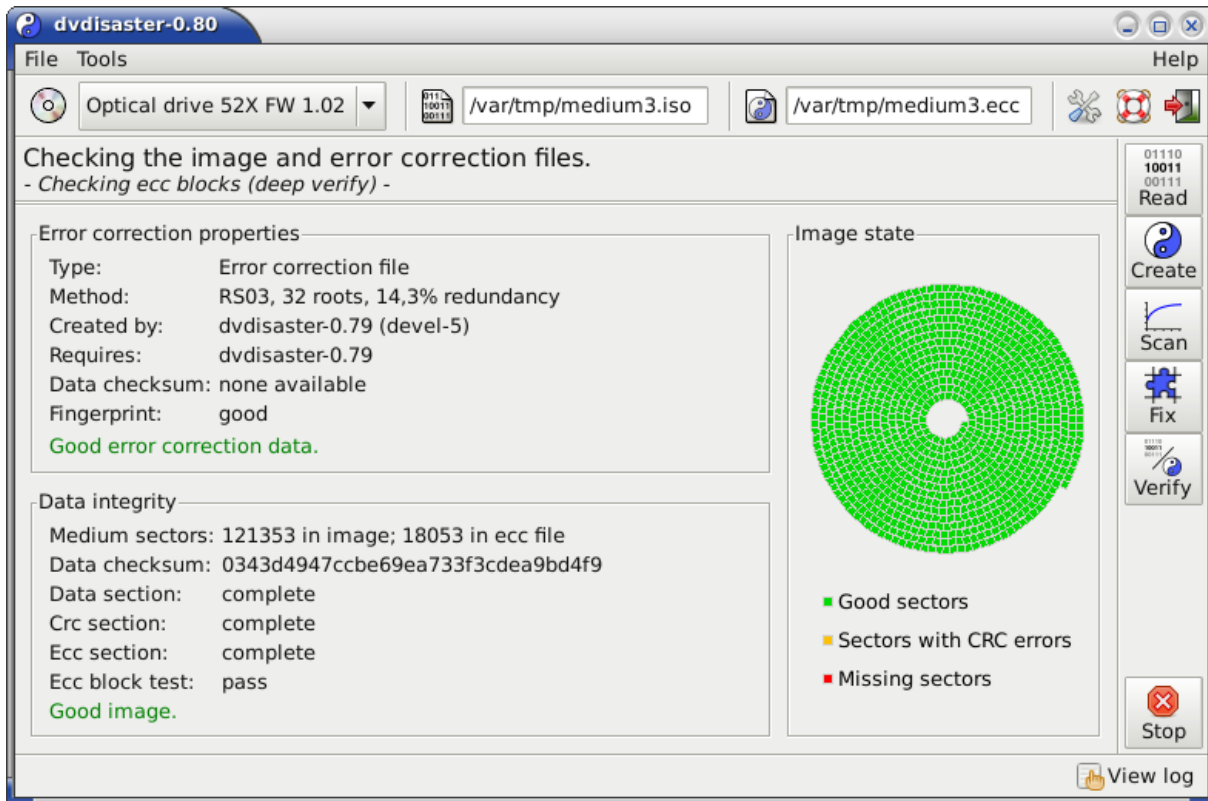 dvdisaster-0.80
File Tools Help
Optical drive 52X FW 1.02 /var/tmp/medium3.iso /var/tmp/medium3.ecc
Checking the image and error correction files.
- Checking ecc blocks (deep verify) -
Error correction properties
Type: Error correction file
Method: RS03, 32 roots, 14,3% redundancy
Created by: dvdisaster-0.79 (devel-5)
Requires: dvdisaster-0.79
Data checksum: none available
Fingerprint: good
Good error correction data.
Data integrity
Medium sectors: 121353 in image; 18053 in ecc file
Data checksum: 0343d4947ccbe69ea733f3cdea9bd4f9
Data section: complete
Crc section: complete
Ecc section: complete
Ecc block test: pass
Good image.
Image state
Good sectors
Sectors with CRC errors
Missing sectors
01110
10011
00111
Read
Create
Scan
Fix
Verify
Stop
View log